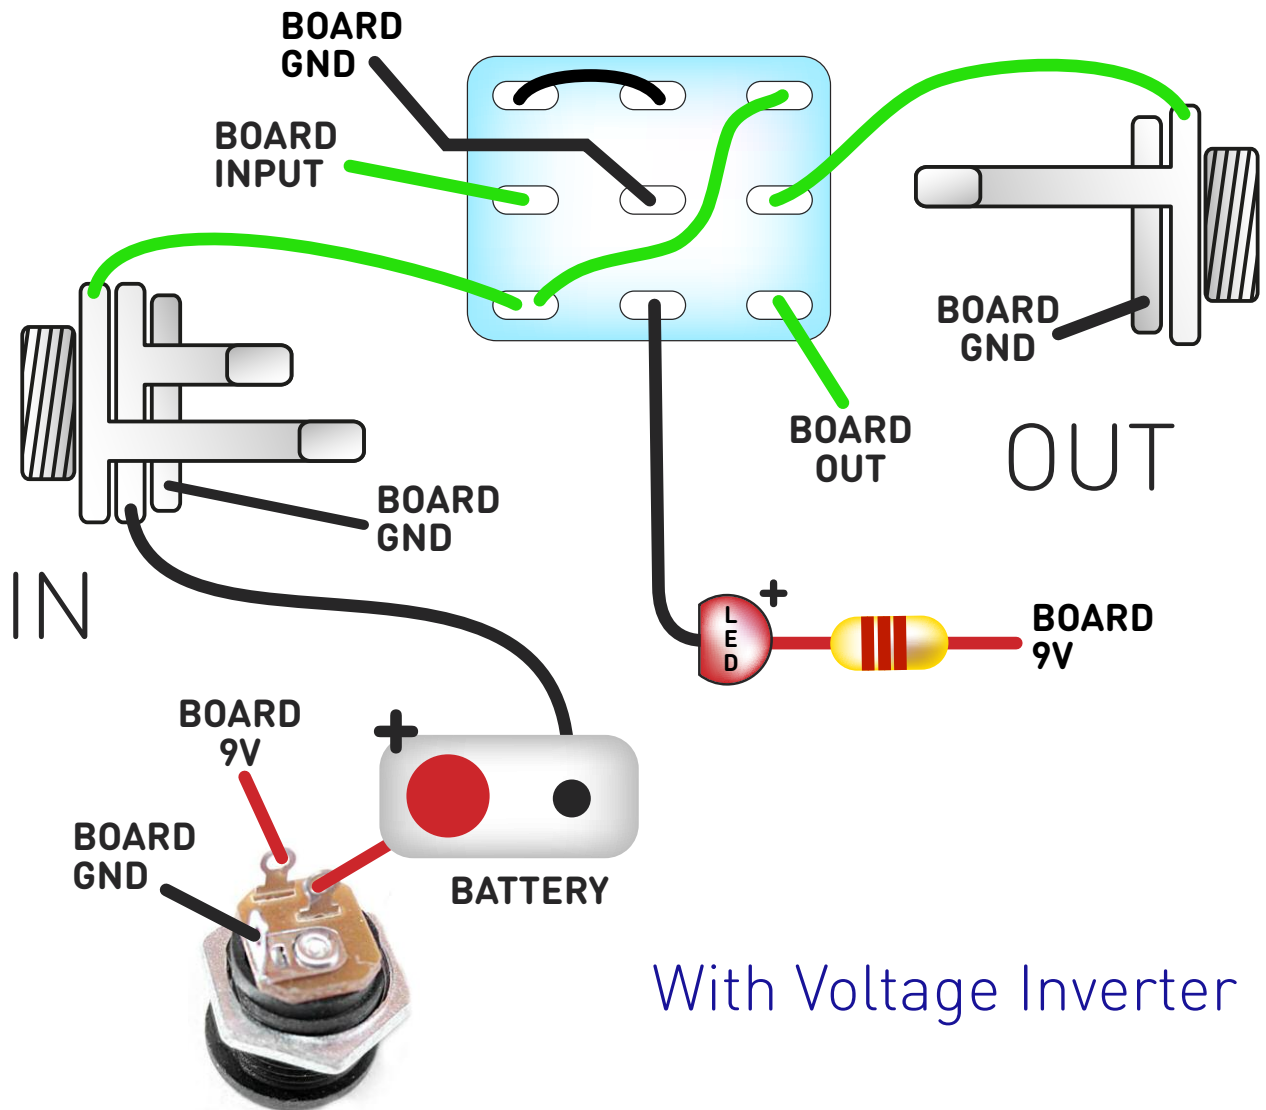 BOARD
GND
BOARD
INPUT
BOARD
GND
OUT
BOARD
OUT
BOARD
GND
IN
+
L
E
D
BOARD
9V
BOARD
9V
+
BOARD
GND
BATTERY
With Voltage Inverter